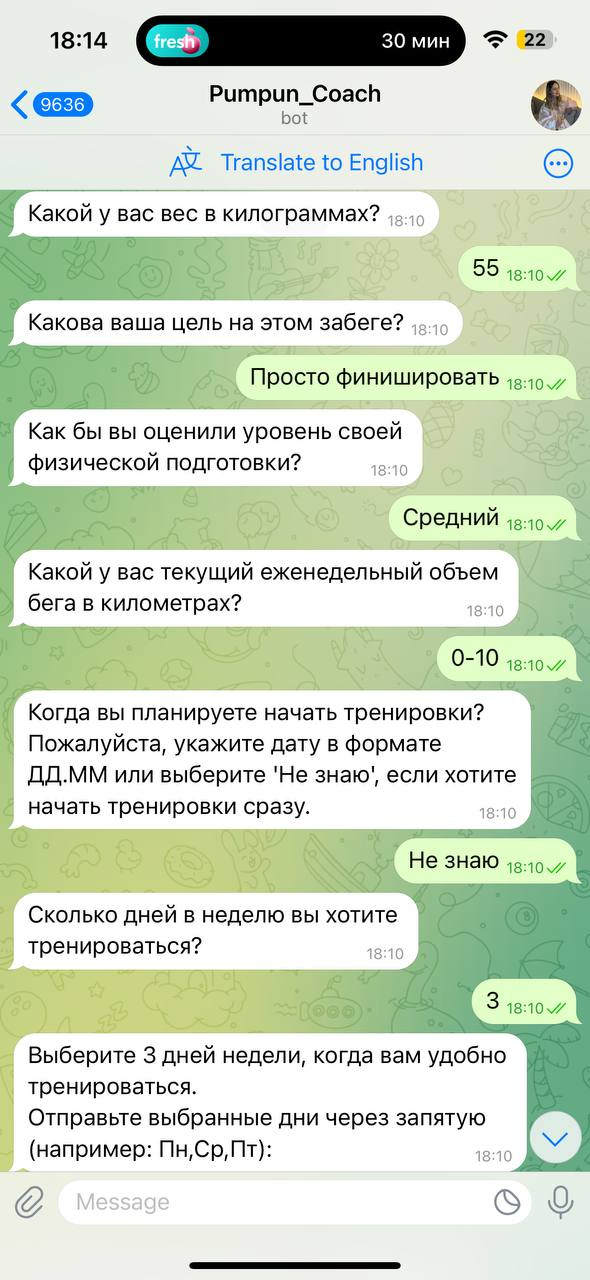 18:14
fresh
30 мин
22
9636
Pumpun_Coach
bot
Translate to English
Какой у вас вес в килограммах? 18:10
55 18:10
Какова ваша цель на этом забеге? 18:10
Просто финишировать 18:10
Как бы вы оценили уровень своей
физической подготовки? 18:10
Средний 18:10
Какой у вас текущий еженедельный объем
бега в километрах? 18:10
0-10 18:10
Когда вы планируете начать тренировки?
Пожалуйста, укажите дату в формате
ДД.ММ или выберите 'Не знаю', если хотите
начать тренировки сразу. 18:10
Не знаю 18:10
Сколько дней в неделю вы хотите
тренироваться? 18:10
3 18:10
Выберите 3 дней недели, когда вам удобно
тренироваться.
Отправьте выбранные дни через запятую
(например: Пн,Ср,Пт): 18:10
Message